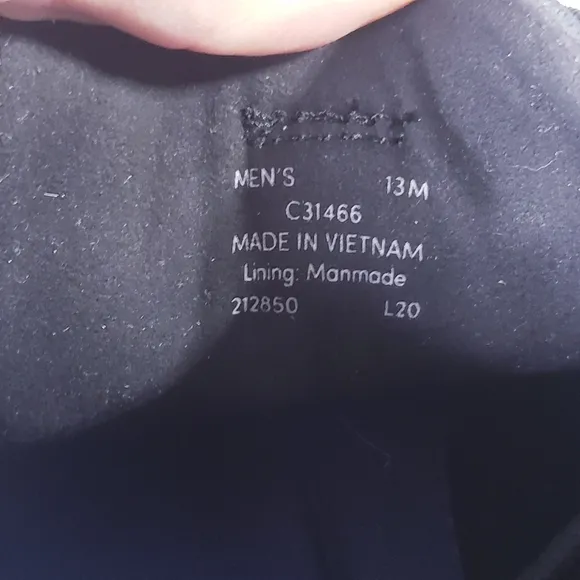 MEN'S 13M
C31466
MADE IN VIETNAM
Lining: Manmade
212850 L20